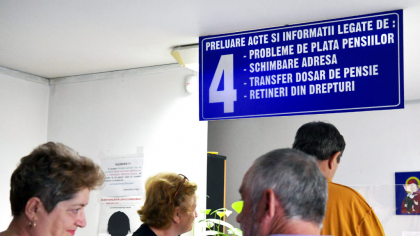 PRELUARE ACTE SI INFORMATII LEGATE DE :
4
- PROBLEME DE PLATA PENSIILOR
- SCHIMBARE ADRESA
- TRANSFER DOSAR DE PENSIE
- RETINERI DIN DREPTURI